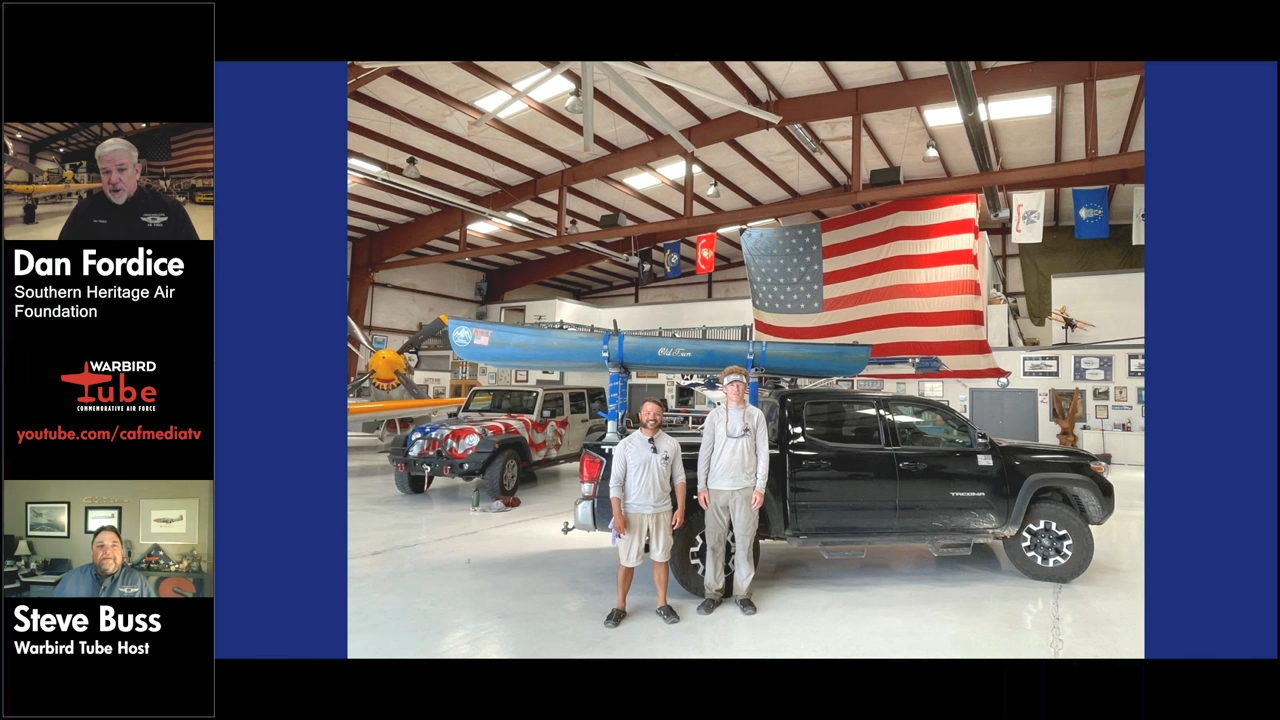 Dan Fordice
Southern Heritage Air
Foundation
WARBIRD
Tube
COMMEMORATIVE AIR FORCE
youtube.com/cafmediatv
Steve Buss
Warbird Tube Host
Old Town
TACOMA